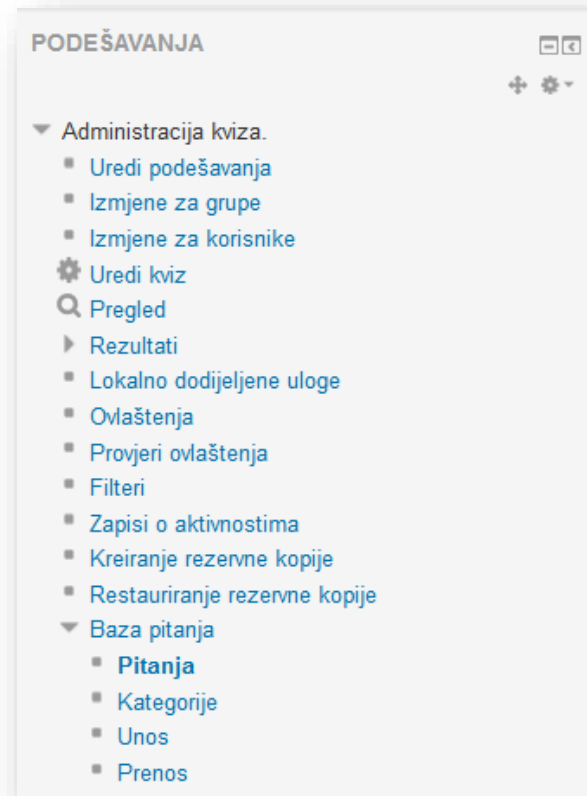 PODEŠAVANJA
Administracija kviza.
Uredi podešavanja
Izmjene za grupe
Izmjene za korisnike
Uredi kviz
Pregled
Rezultati
Lokalno dodijeljene uloge
Ovlaštenja
Provjeri ovlaštenja
Filteri
Zapisi o aktivnostima
Kreiranje rezervne kopije
Restauriranje rezervne kopije
Baza pitanja
Pitanja
Kategorije
Unos
Prenos